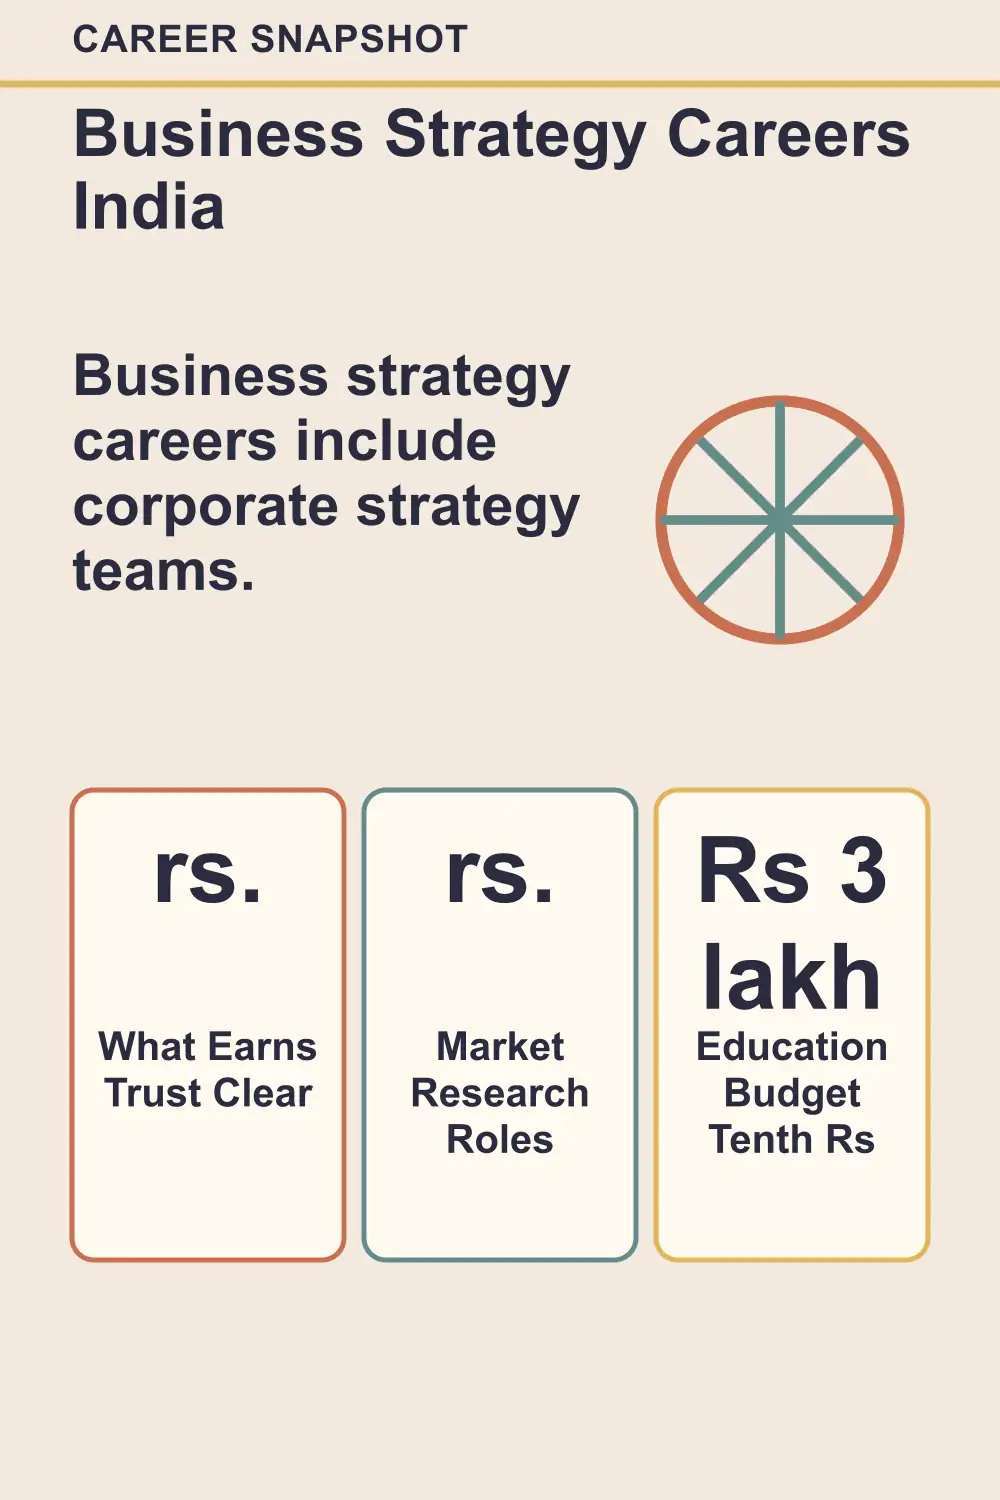 CAREER SNAPSHOT
Business Strategy Careers
India
Business strategy
careers include
corporate strategy
teams.
rs.
What Earns
Trust Clear
rs.
Market
Research
Roles
Rs 3
lakh
Education
Budget
Tenth Rs